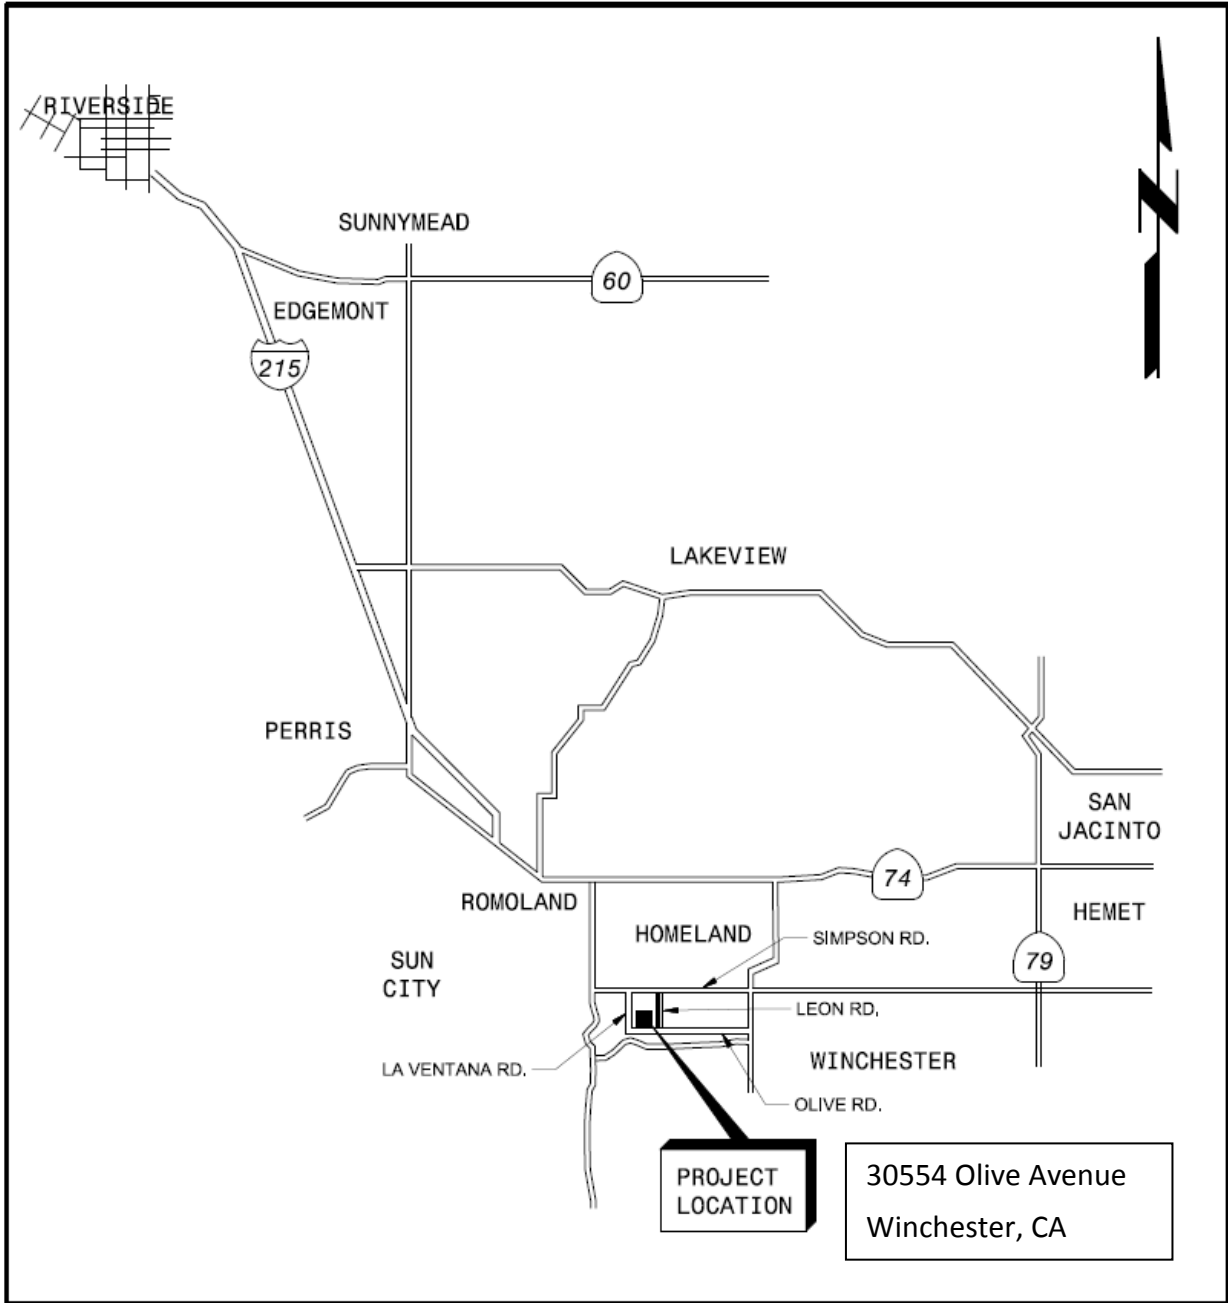 RIVERSIDE
SUNNYMEAD
60
EDGEMONT
215
LAKEVIEW
PERRIS
SAN
JACINTO
74
ROMOLAND
HEMET
HOMELAND
SIMPSON RD.
SUN
CITY
79
LEON RD.
LA VENTANA RD.
WINCHESTER
OLIVE RD.
PROJECT
LOCATION
30554 Olive Avenue
Winchester, CA
N